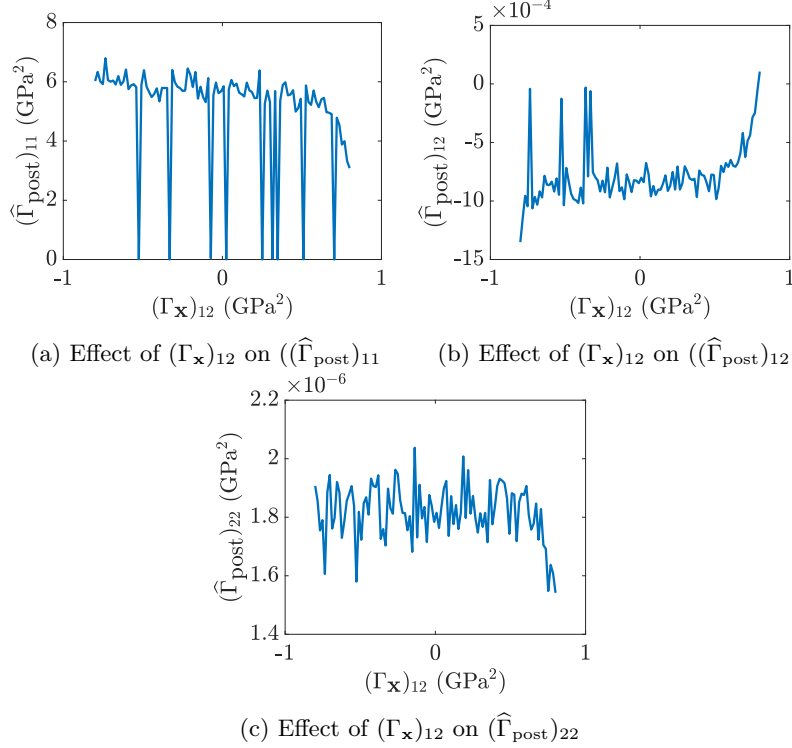 8
6
4
2
0
-1
0
1
(Γ̂post)11 (GPa²)
(Γx)12 (GPa²)
(a) Effect of (Γx)12 on ((Γ̂post)11
×10⁻⁴
5
0
-5
-10
-15
-1
0
1
(Γ̂post)12 (GPa²)
(Γx)12 (GPa²)
(b) Effect of (Γx)12 on ((Γ̂post)12
×10⁻⁶
2.2
2
1.8
1.6
1.4
-1
0
1
(Γ̂post)22 (GPa²)
(Γx)12 (GPa²)
(c) Effect of (Γx)12 on (Γ̂post)22